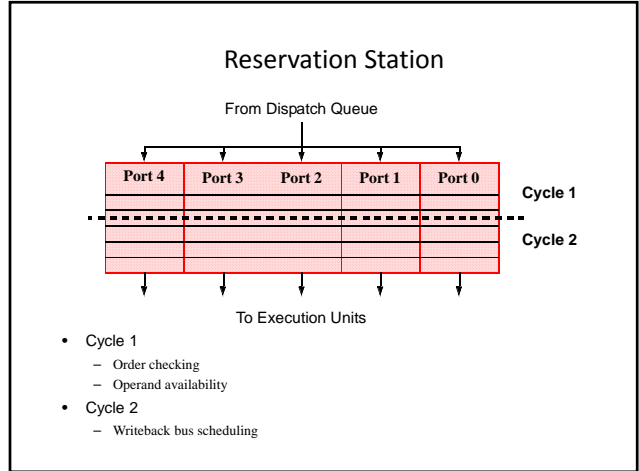 Reservation Station
From Dispatch Queue
Port 4 Port 3 Port 2 Port 1 Port 0
Cycle 1
Cycle 2
To Execution Units
• Cycle 1
– Order checking
– Operand availability
• Cycle 2
– Writeback bus scheduling